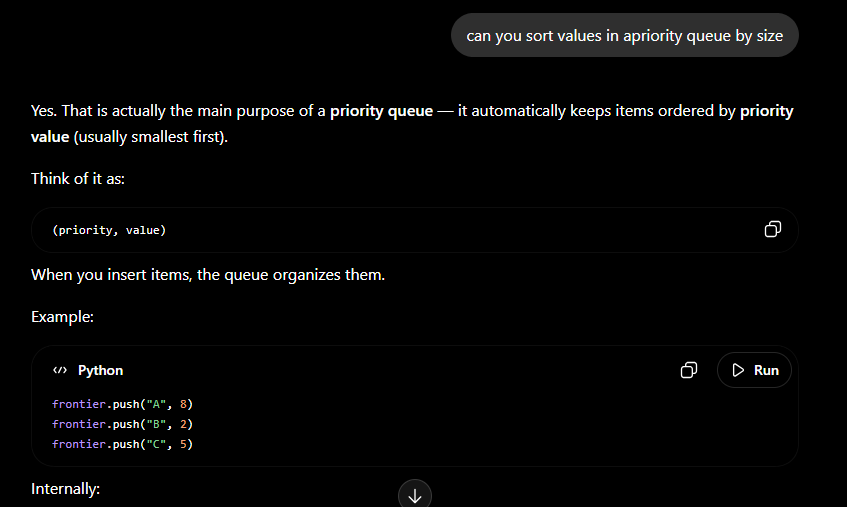 can you sort values in apriority queue by size
Yes. That is actually the main purpose of a priority queue — it automatically keeps items ordered by priority
value (usually smallest first).
Think of it as:
(priority, value)
When you insert items, the queue organizes them.
Example:
Python
Run
frontier.push("A", 8)
frontier.push("B", 2)
frontier.push("C", 5)
Internally: